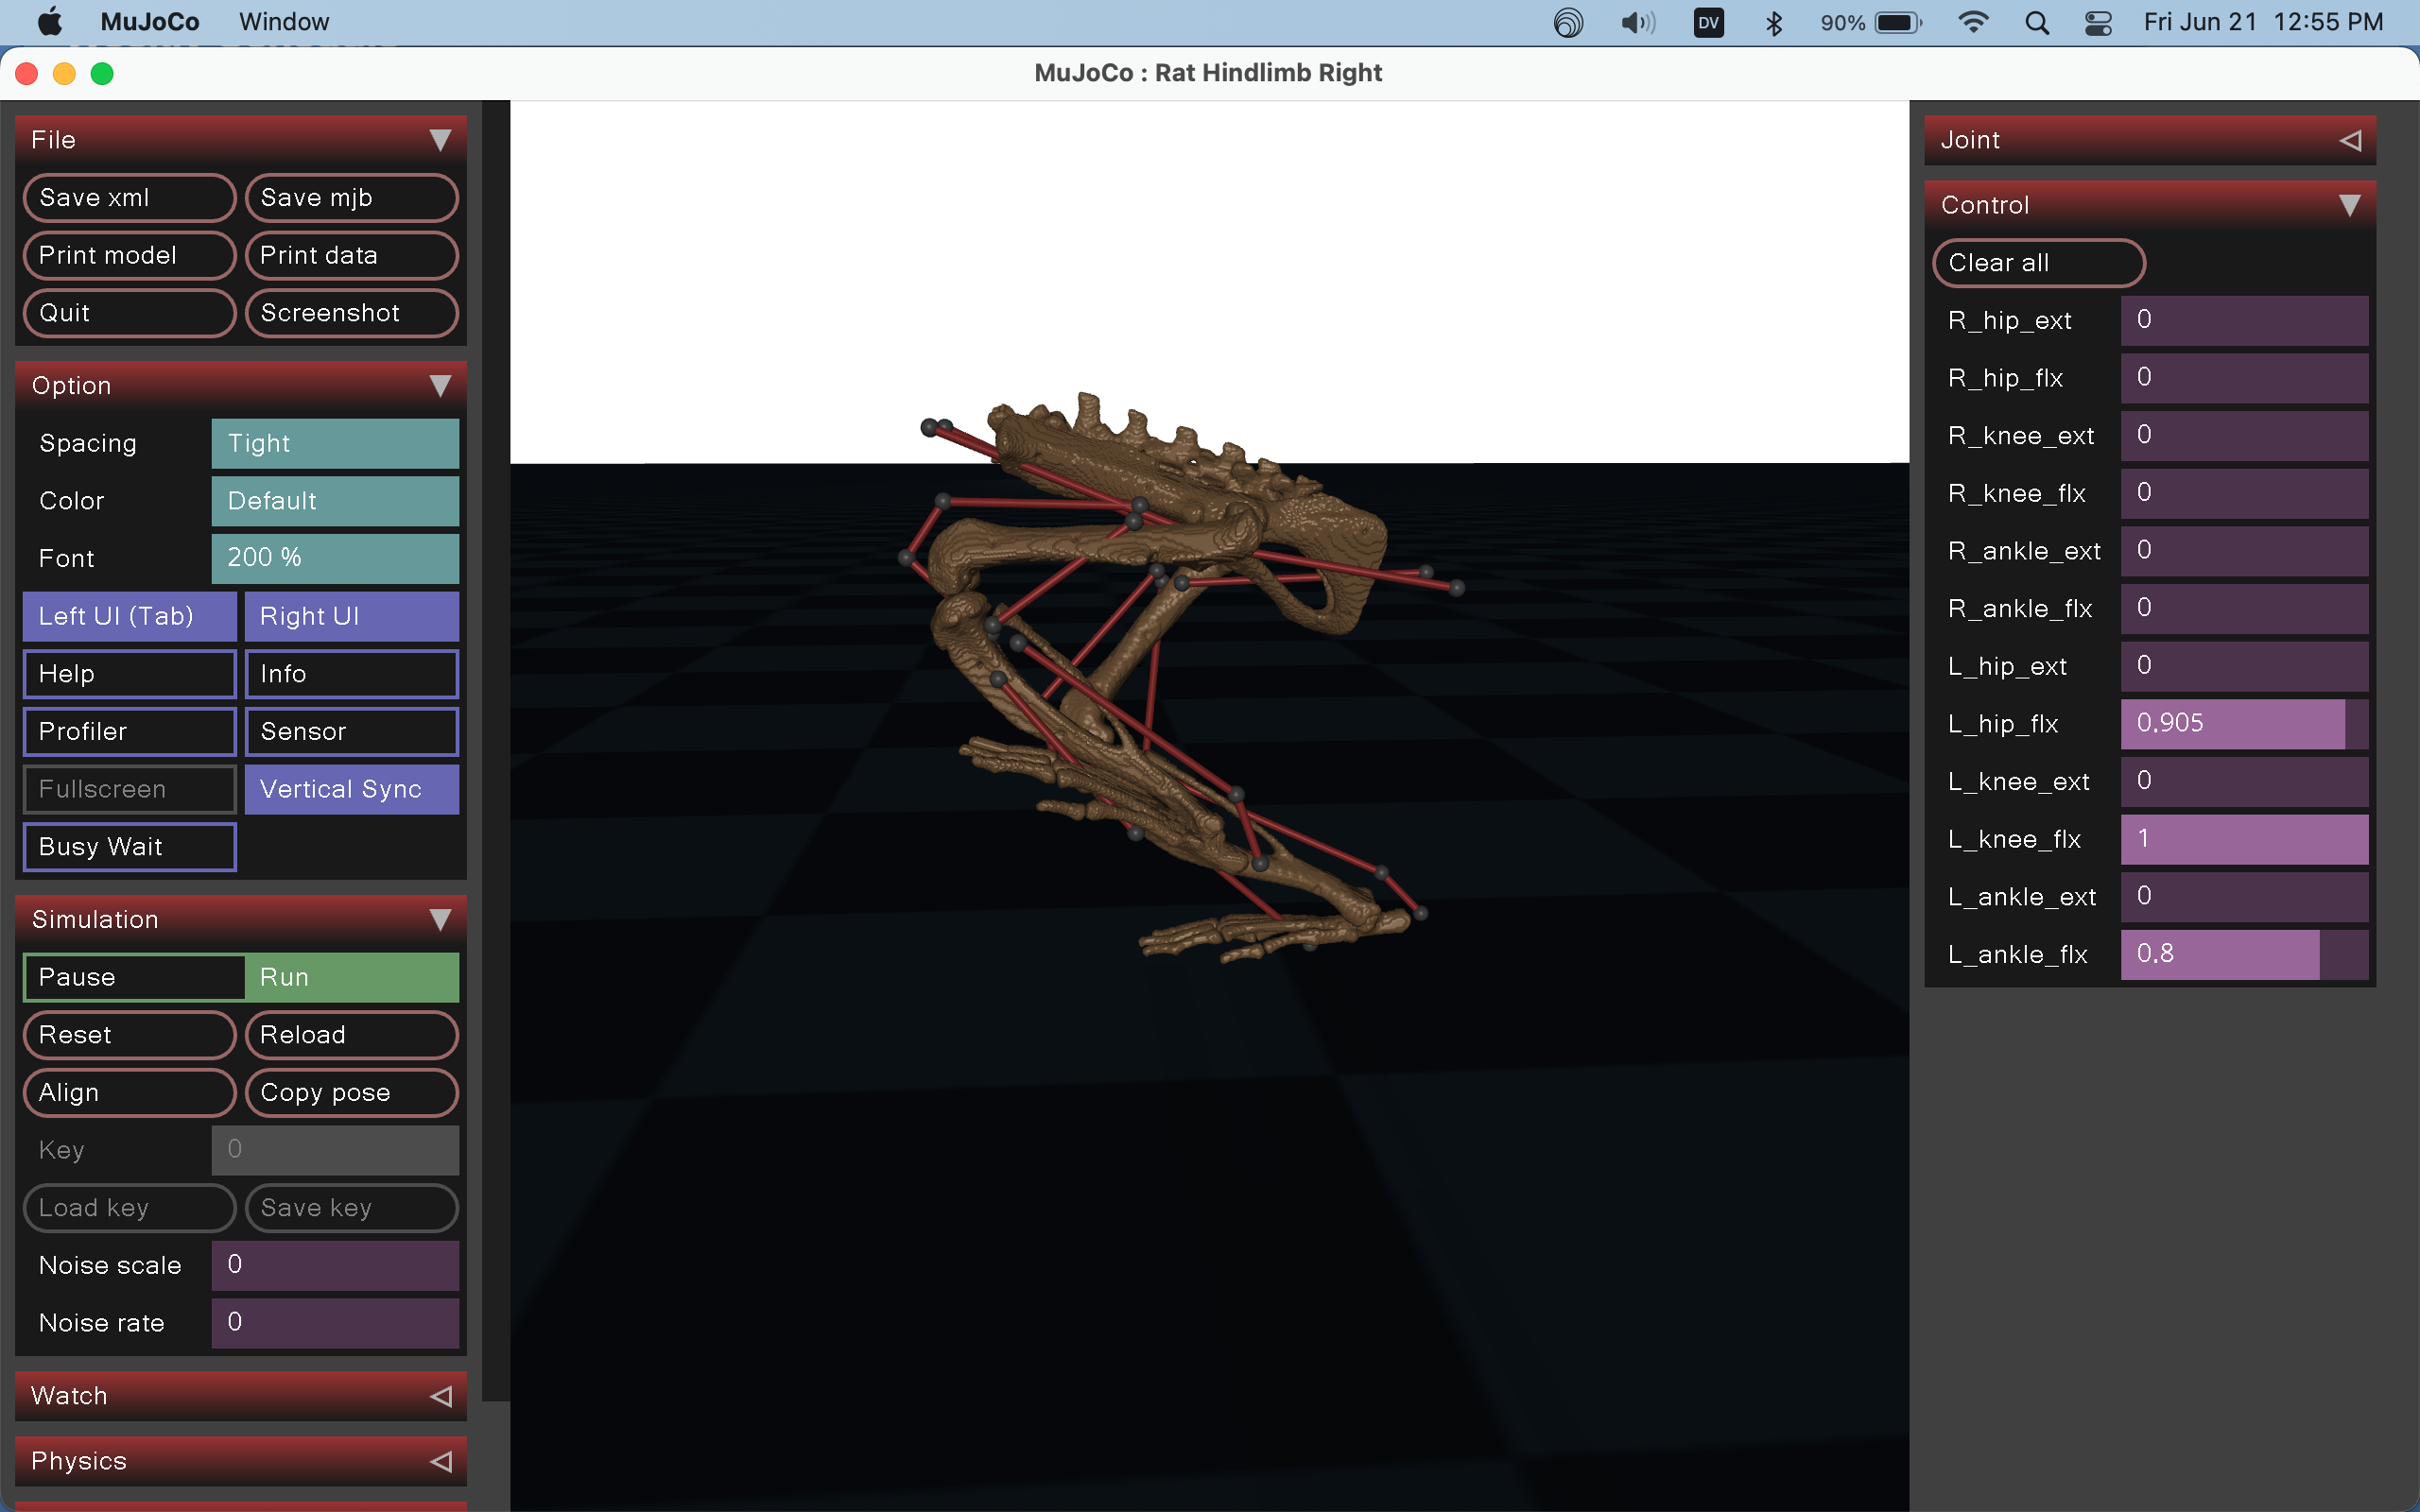 MuJoCo Window DV 90% Fri Jun 21 12:55 PM
MuJoCo : Rat Hindlimb Right
File
Save xml Save mjb
Print model Print data
Quit Screenshot
Option
Spacing Tight
Color Default
Font 200 %
Left UI (Tab) Right UI
Help Info
Profiler Sensor
Fullscreen Vertical Sync
Busy Wait
Simulation
Pause Run
Reset Reload
Align Copy pose
Key 0
Load key Save key
Noise scale 0
Noise rate 0
Watch
Physics
Joint
Control
Clear all
R_hip_ext 0
R_hip_flx 0
R_knee_ext 0
R_knee_flx 0
R_ankle_ext 0
R_ankle_flx 0
L_hip_ext 0
L_hip_flx 0.905
L_knee_ext 0
L_knee_flx 1
L_ankle_ext 0
L_ankle_flx 0.8